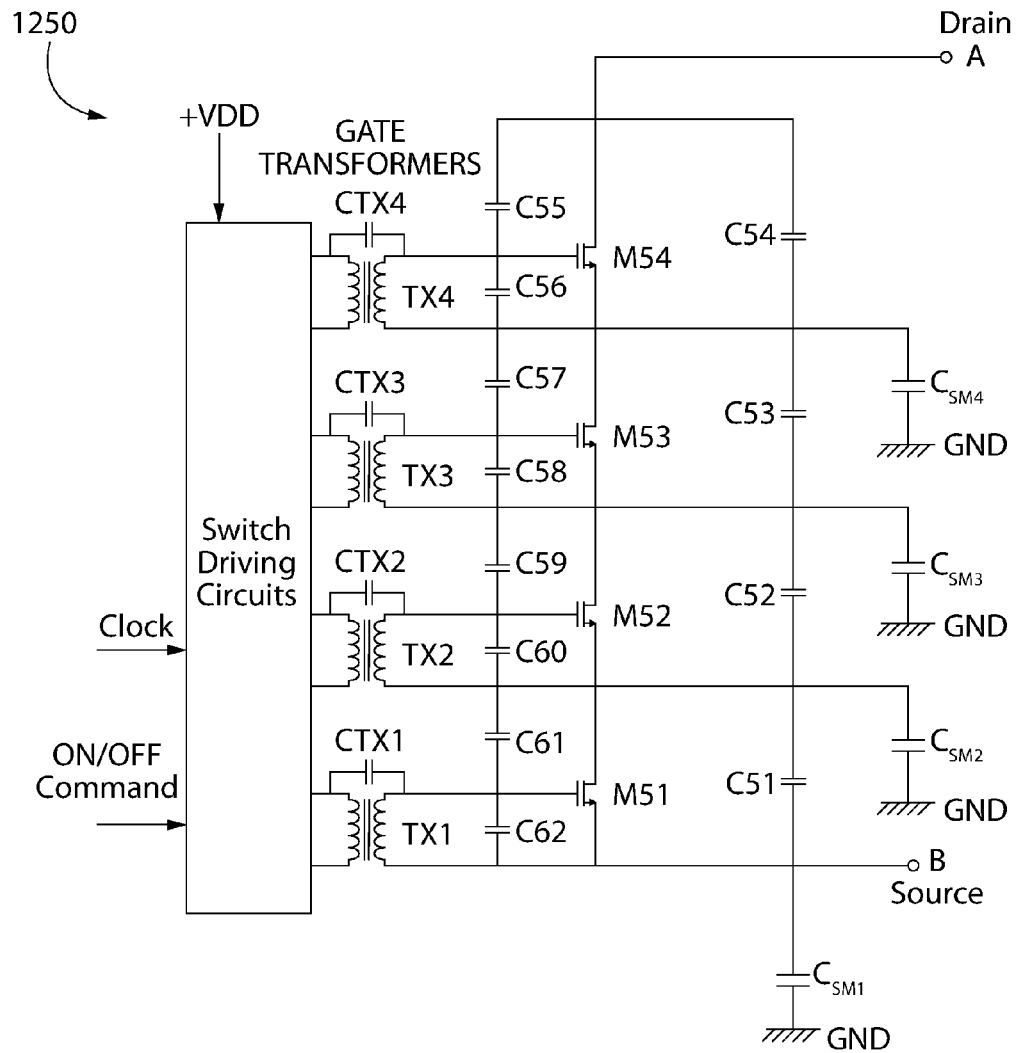 1250
Drain
A
+VDD
GATE
TRANSFORMERS
CTX4
C55
C54
M54
C56
TX4
CTX3
C57
C53
C_SM4
GND
M53
TX3
C58
Switch
Driving
Circuits
CTX2
C59
C52
C_SM3
GND
Clock
M52
TX2
C60
ON/OFF
Command
CTX1
C61
C51
C_SM2
GND
M51
TX1
C62
B
Source
C_SM1
GND